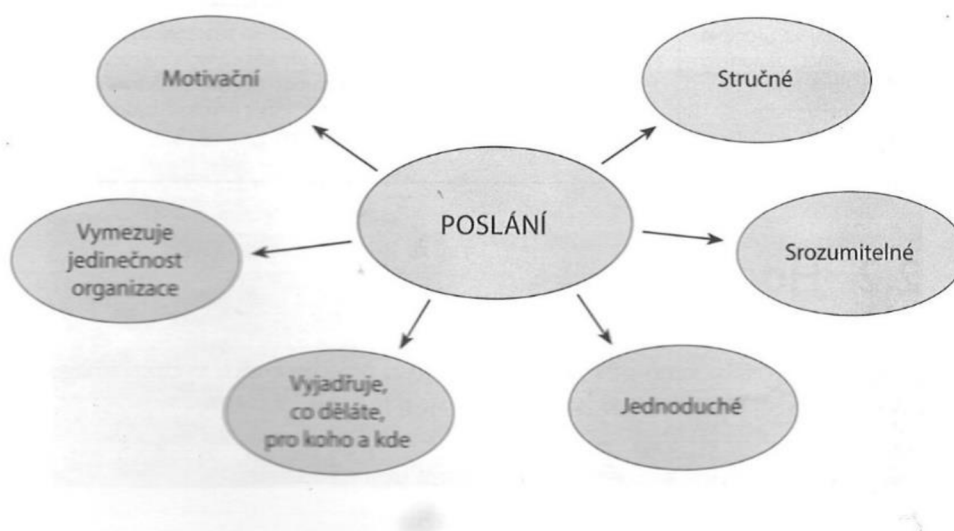 Motivační
Stručné
POSLÁNÍ
Vymezuje
jedinečnost
organizace
Srozumitelné
Vyjadřuje,
co děláte,
pro koho a kde
Jednoduché